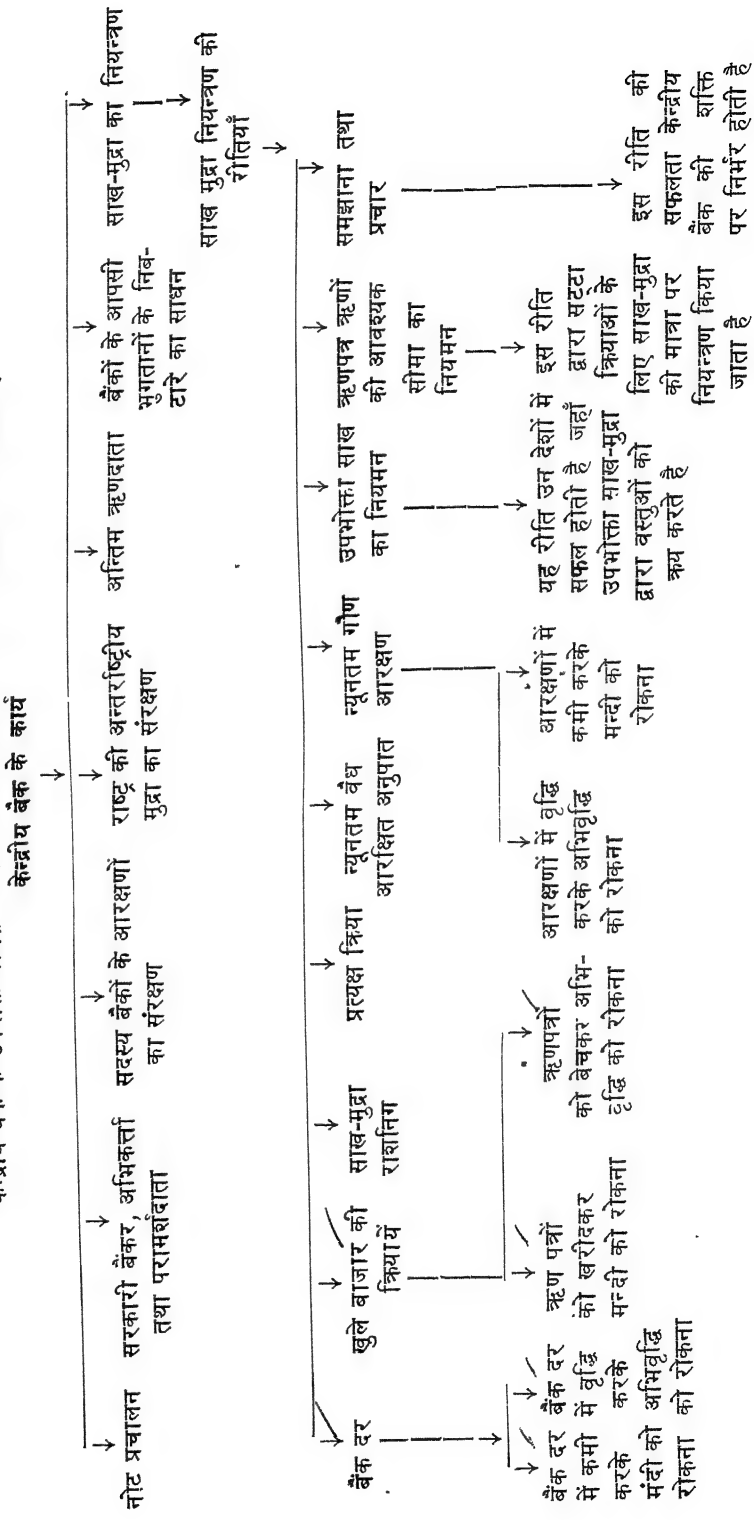 केन्द्रीय बैंक के कार्य
नोट प्रचालन
सरकारी बैंकर, अभिकर्त्ता
तथा परामर्शदाता
सदस्य बैंकों के आरक्षणों
का संरक्षण
राष्ट्र की अन्तर्राष्ट्रीय
मुद्रा का संरक्षण
अन्तिम ऋणदाता
बैंकों के आपसी
भुगतानों के निब-
टारे का साधन
साख-मुद्रा का नियन्त्रण
साख मुद्रा नियन्त्रण की
रीतियाँ
बैंक दर
खुले बाजार की
क्रियायें
साख-मुद्रा
राशनिंग
प्रत्यक्ष क्रिया
न्यूनतम वैध
आरक्षित अनुपात
न्यूनतम गौण
आरक्षण
उपभोक्ता साख
का नियमन
ऋणपत्र ऋणों
की आवश्यक
सीमा का
नियमन
समझाना तथा
प्रचार
बैंक दर
में कमी
करके
मंदी को
रोकना
बैंक दर
में वृद्धि
करके
अभिवृद्धि
को रोकना
ऋण पत्रों
को खरीदकर
मन्दी को रोकना
ऋणपत्रों
को बेचकर अभि-
वृद्धि को रोकना
आरक्षणों में वृद्धि
करके अभिवृद्धि
को रोकना
आरक्षणों में
कमी करके
मन्दी को
रोकना
यह रीति उन देशों में
सफल होती है जहाँ
उपभोक्ता साख-मुद्रा
द्वारा वस्तुओं को
क्रय करते है
इस रीति
द्वारा सट्टा
क्रियाओं के
लिए साख-मुद्रा
की मात्रा पर
नियन्त्रण किया
जाता है
इस रीति की
सफलता केन्द्रीय
बैंक की शक्ति
पर निर्भर होती है